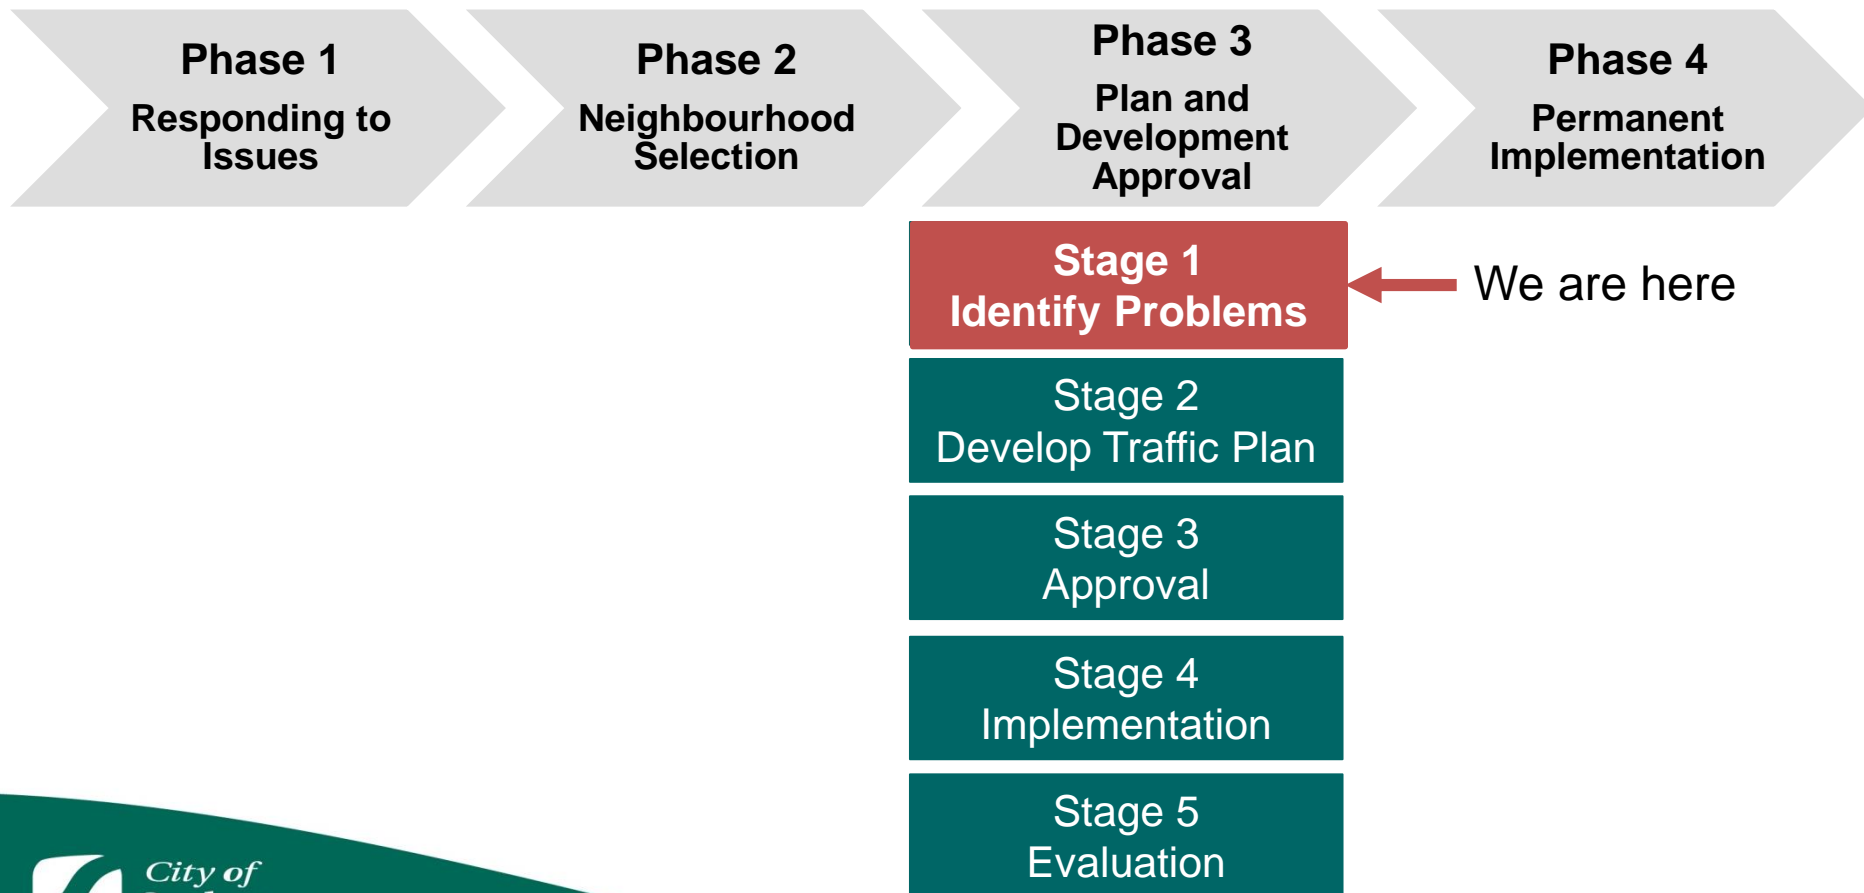 Phase 1
Responding to
Issues
Phase 2
Neighbourhood
Selection
Phase 3
Plan and
Development
Approval
Phase 4
Permanent
Implementation
Stage 1
Identify Problems
We are here
Stage 2
Develop Traffic Plan
Stage 3
Approval
Stage 4
Implementation
Stage 5
Evaluation
City of